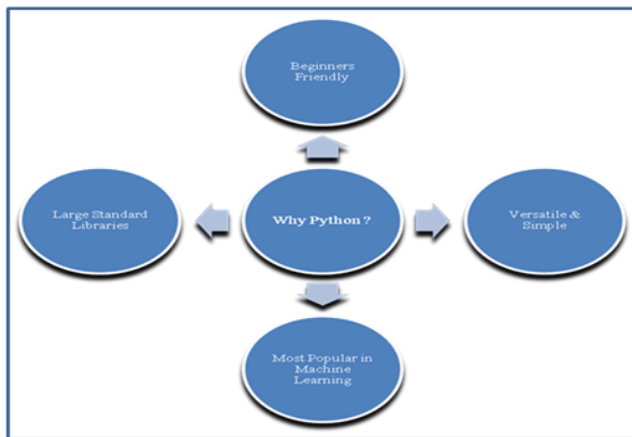 Beginners
Friendly
Large Standard
Libraries
Why Python ?
Versatile &
Simple
Most Popular in
Machine
Learning